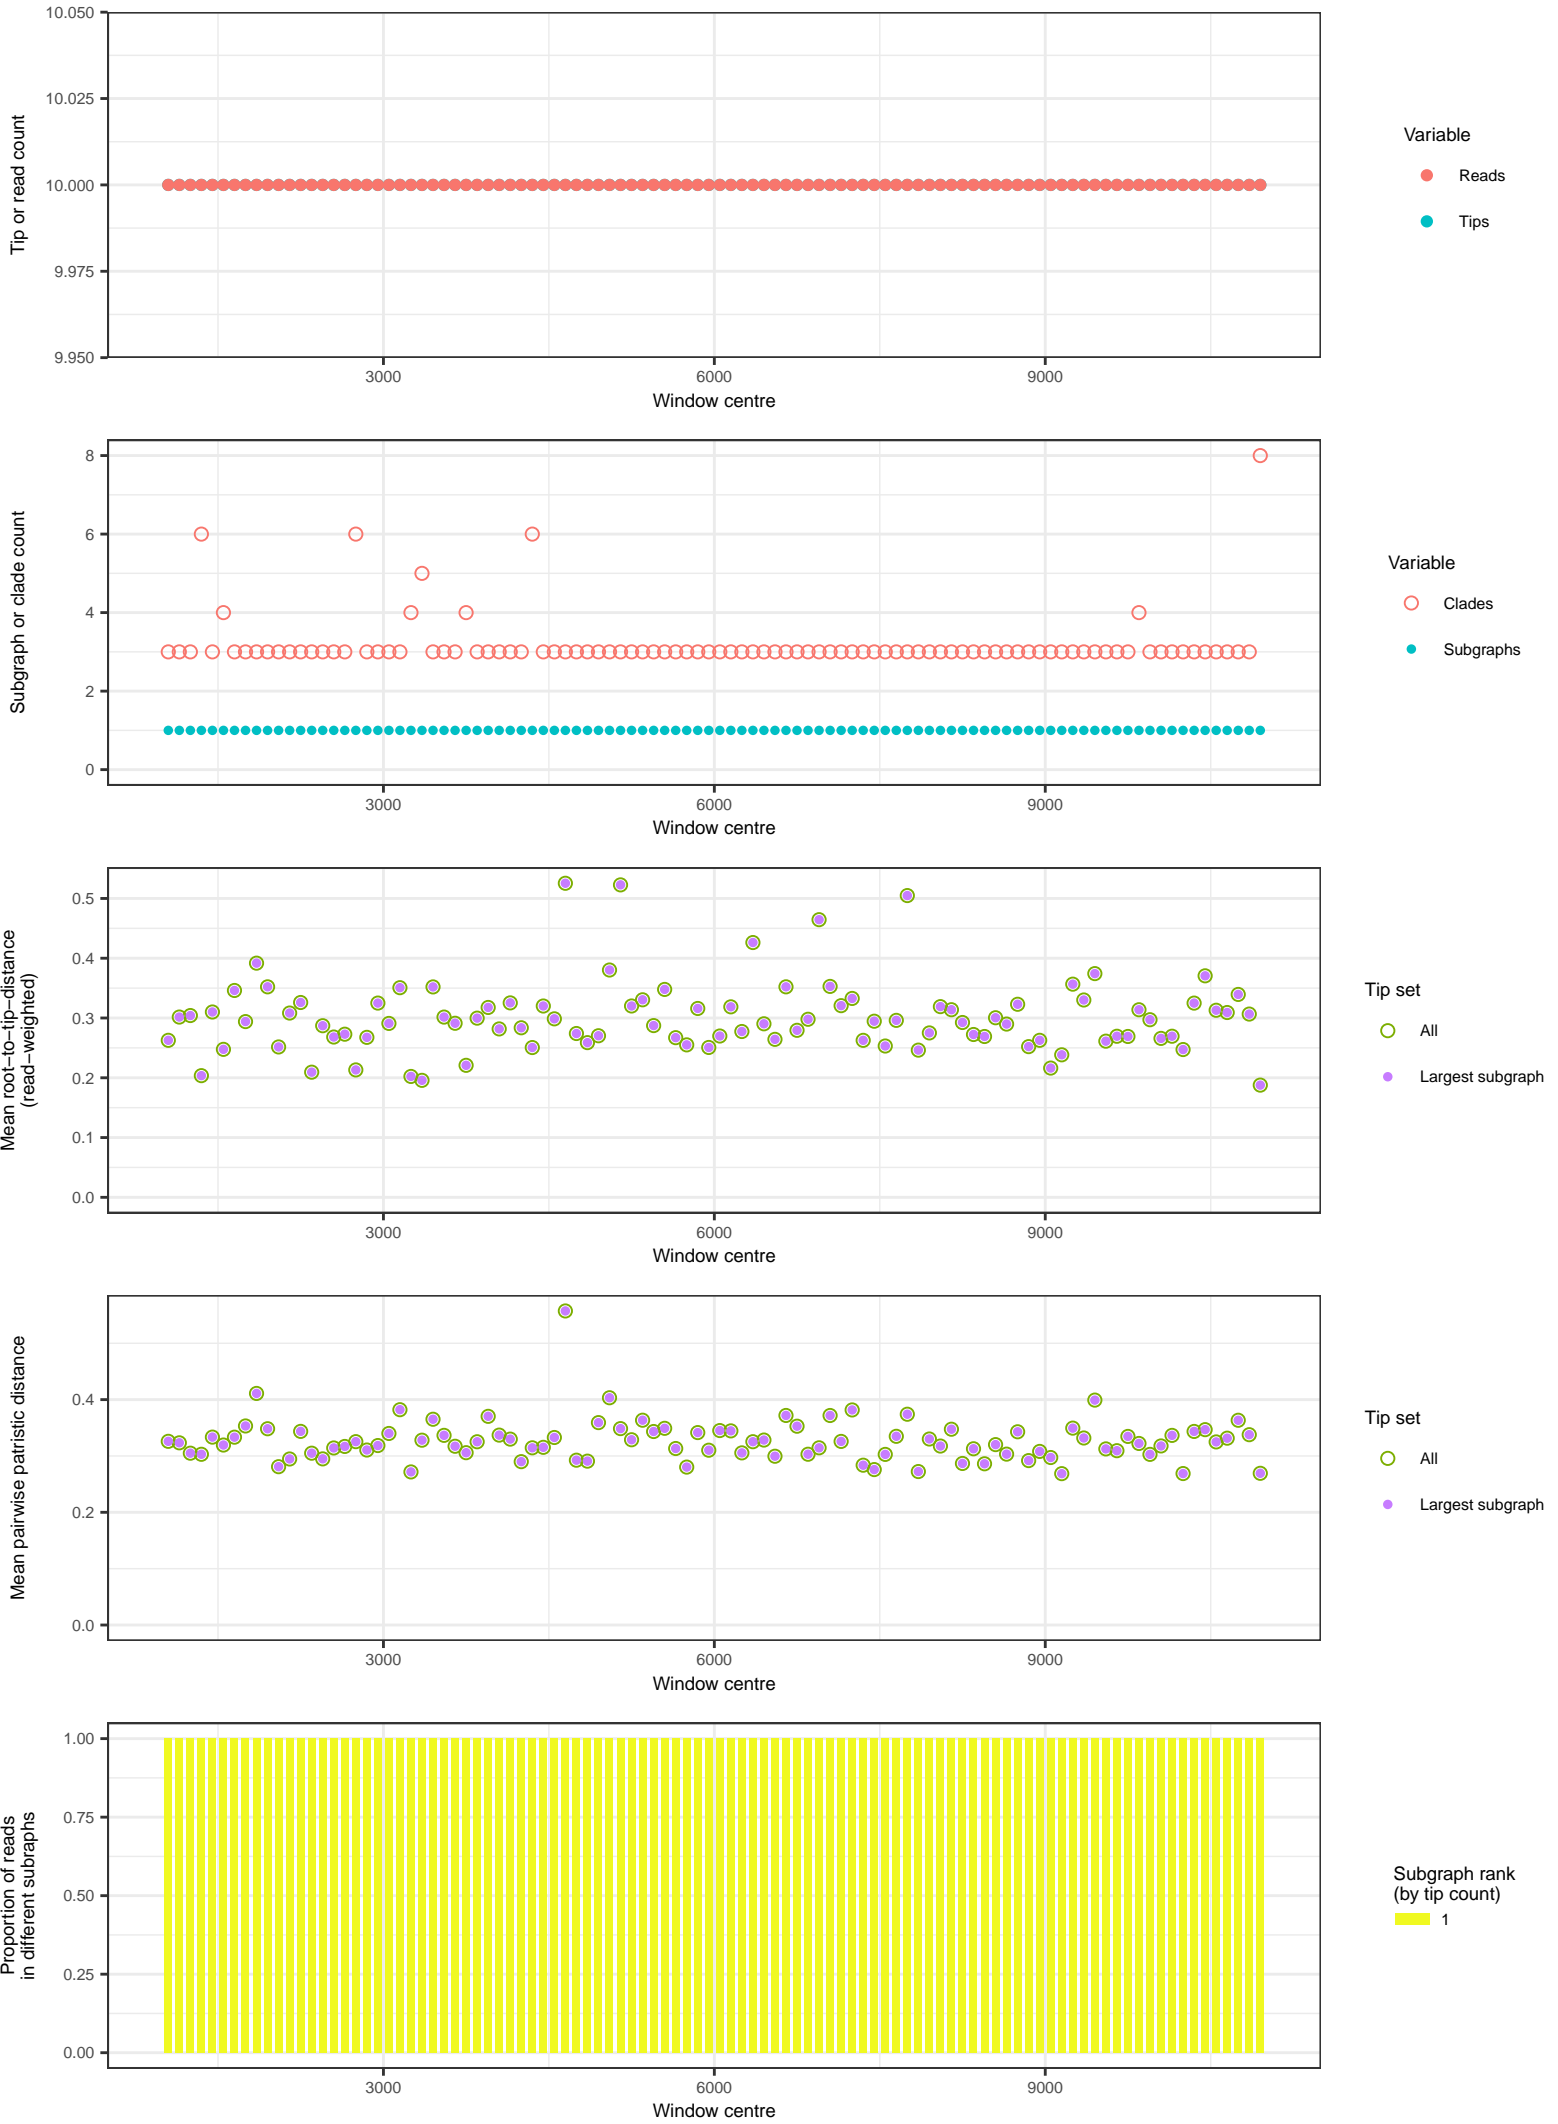 10.050
10.025
10.000
9.975
9.950
Tip or read count
3000 6000 9000
Window centre
Variable
Reads
Tips
8
6
4
2
0
Subgraph or clade count
3000 6000 9000
Window centre
Variable
Clades
Subgraphs
0.5
0.4
0.3
0.2
0.1
0.0
Mean root−to−tip−distance
(read−weighted)
3000 6000 9000
Window centre
Tip set
All
Largest subgraph
0.4
0.2
0.0
Mean pairwise patristic distance
3000 6000 9000
Window centre
Tip set
All
Largest subgraph
1.00
0.75
0.50
0.25
0.00
Proportion of reads
in different subraphs
3000 6000 9000
Window centre
Subgraph rank
(by tip count)
1